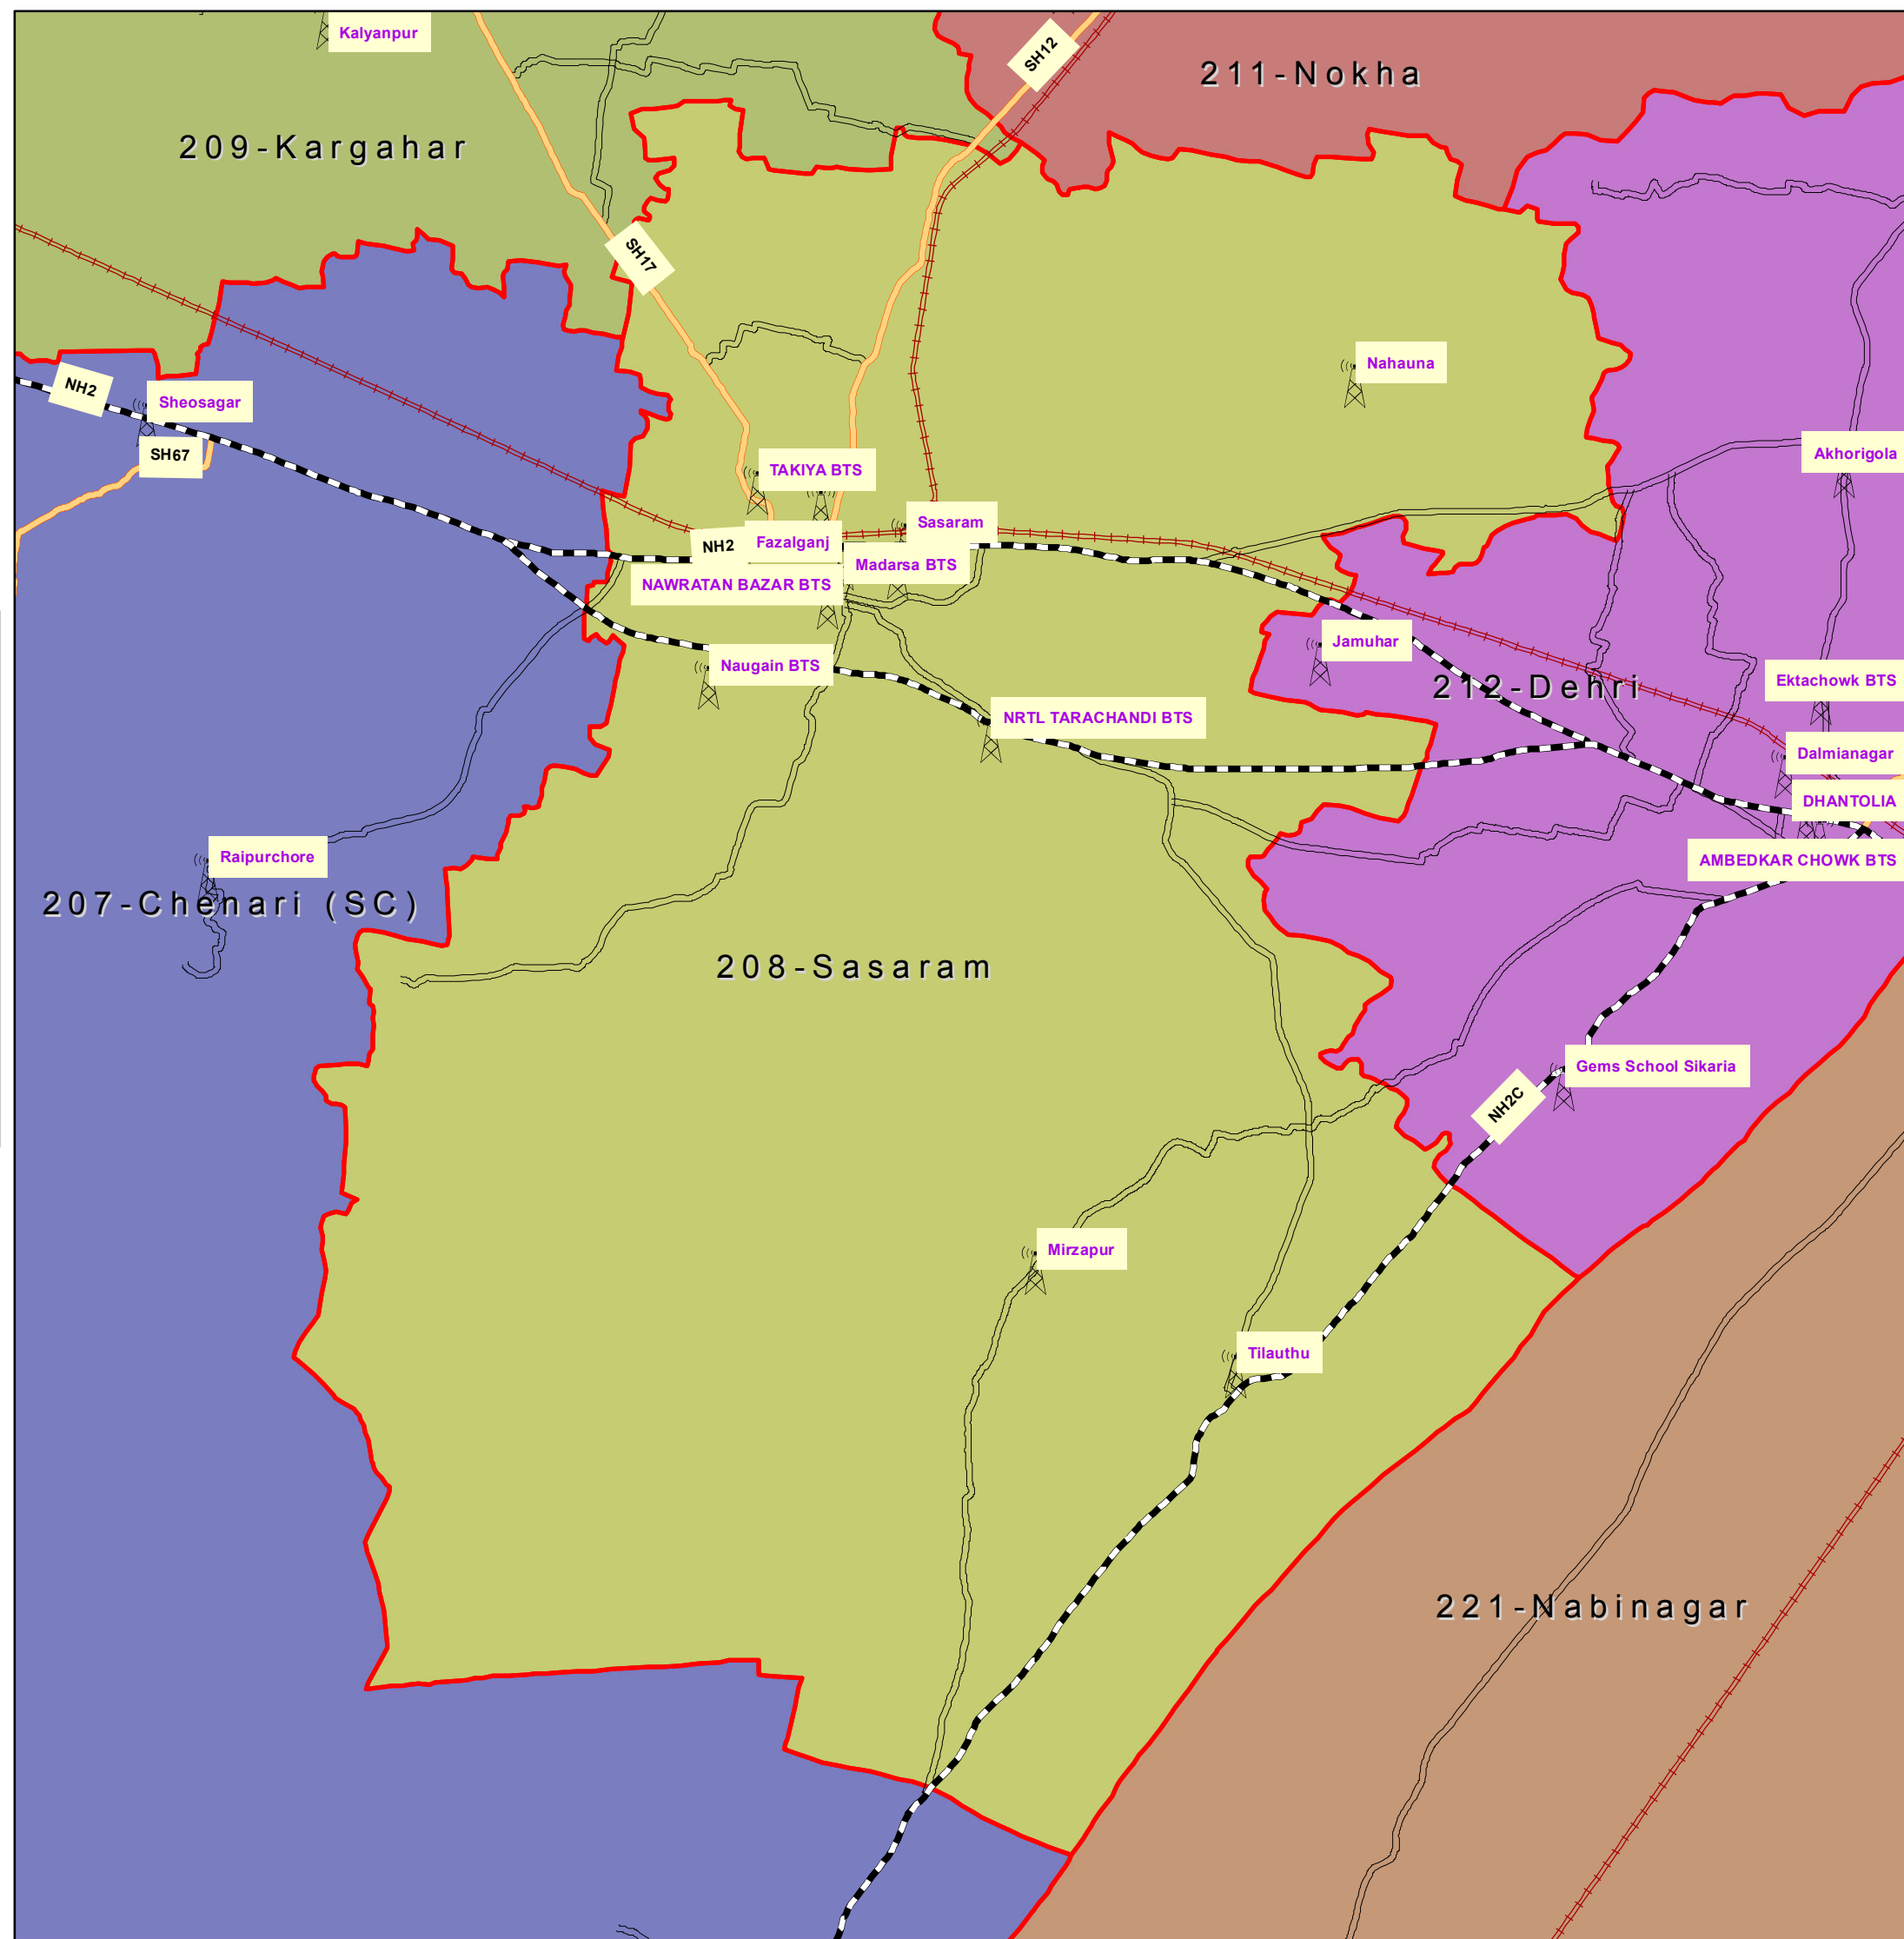 Kalyanpur
SH12
211-Nokha
209-Kargahar
SH17
Nahauna
NH2
Sheosagar
SH67
TAKIYA BTS
Akhorigola
Sasaram
NH2
Fazalganj
Madarsa BTS
NAWRATAN BAZAR BTS
Jamuhar
Naugain BTS
212-Dehri
Ektachowk BTS
NRTL TARACHANDI BTS
Dalmianagar
DHANTOLIA
Raipurchore
AMBEDKAR CHOWK BTS
207-Chenari (SC)
208-Sasaram
Gems School Sikaria
NH2C
Mirzapur
Tilauthu
221-Nabinagar